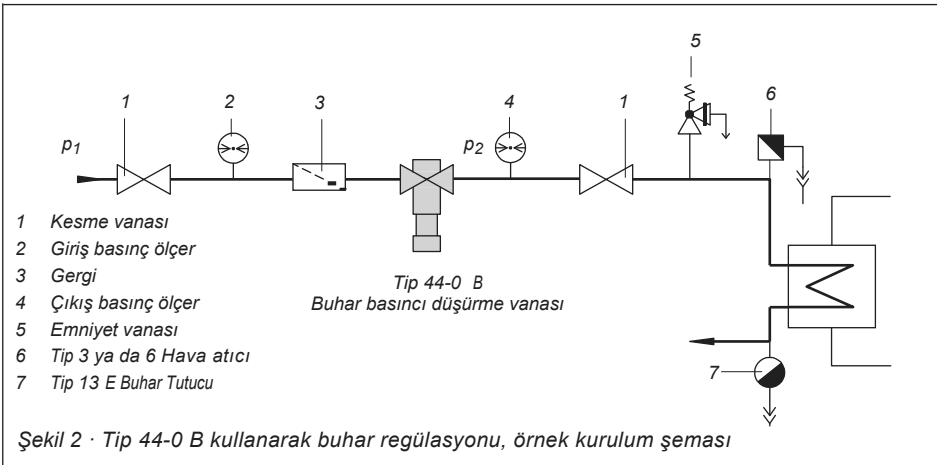 5
6
1
2
3
4
1
p1
p2
1 Kesme vanası
2 Giriş basınç ölçer
3 Gergi
4 Çıkış basınç ölçer
5 Emniyet vanası
6 Tip 3 ya da 6 Hava atıcı
7 Tip 13 E Buhar Tutucu
Tip 44-0 B
Buhar basıncı düşürme vanası
7
Şekil 2 · Tip 44-0 B kullanarak buhar regülasyonu, örnek kurulum şeması